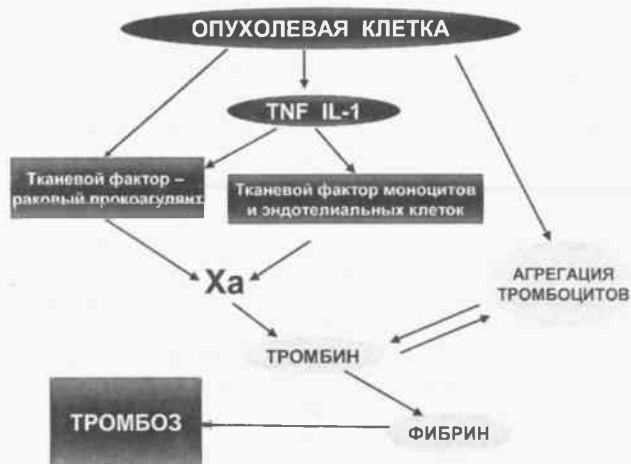 ОПУХОЛЕВАЯ КЛЕТКА
TNF IL-1
Тканевой фактор –
раковый прокоагулянт
Тканевой фактор моноцитов
и эндотелиальных клеток
Xa
АГРЕГАЦИЯ
ТРОМБОЦИТОВ
ТРОМБИН
ТРОМБОЗ
ФИБРИН